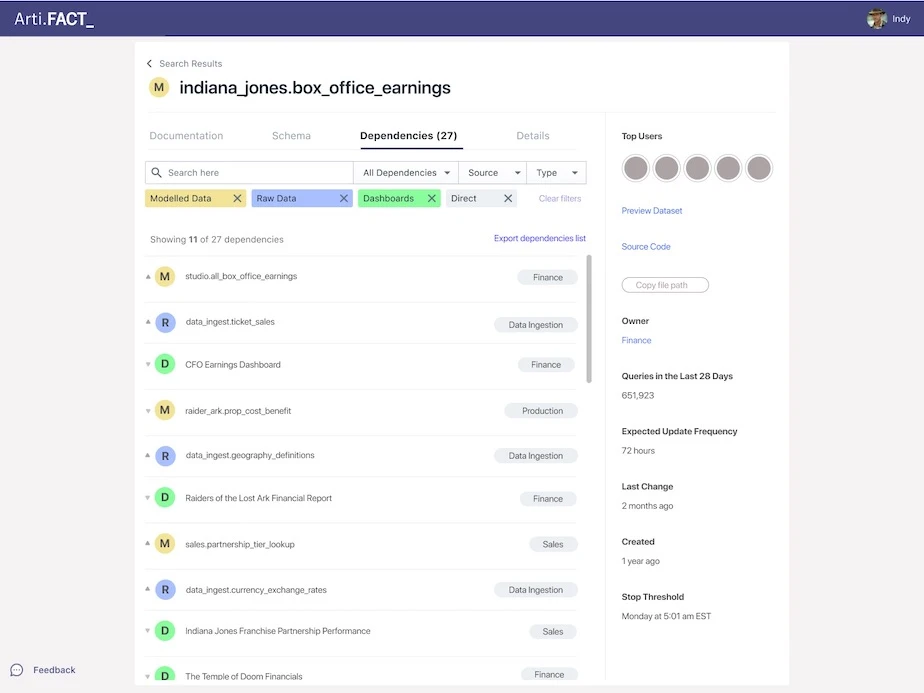 Arti.FACT_
Indy
Search Results
M indiana_jones.box_office_earnings
Documentation Schema Dependencies (27) Details
Search here All Dependencies Source Type
Modelled Data Raw Data Dashboards Direct Clear filters
Showing 11 of 27 dependencies Export dependencies list
M studio.all_box_office_earnings Finance
R data_ingest.ticket_sales Data Ingestion
D CFO Earnings Dashboard Finance
M raider_ark.prop_cost_benefit Production
R data_ingest.geography_definitions Data Ingestion
D Raiders of the Lost Ark Financial Report Finance
M sales.partnership_tier_lookup Sales
R data_ingest.currency_exchange_rates Data Ingestion
D Indiana Jones Franchise Partnership Performance Sales
D The Temple of Doom Financials Finance
Top Users
Preview Dataset
Source Code
Copy file path
Owner
Finance
Queries in the Last 28 Days
651,923
Expected Update Frequency
72 hours
Last Change
2 months ago
Created
1 year ago
Stop Threshold
Monday at 5:01 am EST
Feedback